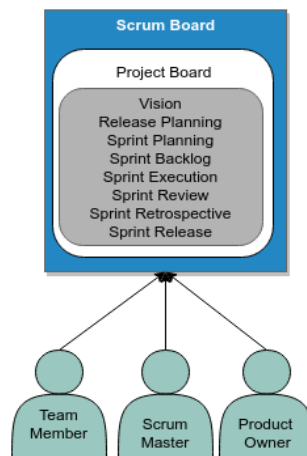 Scrum Board
Project Board
Vision
Release Planning
Sprint Planning
Sprint Backlog
Sprint Execution
Sprint Review
Sprint Retrospective
Sprint Release
Team
Member
Scrum
Master
Product
Owner